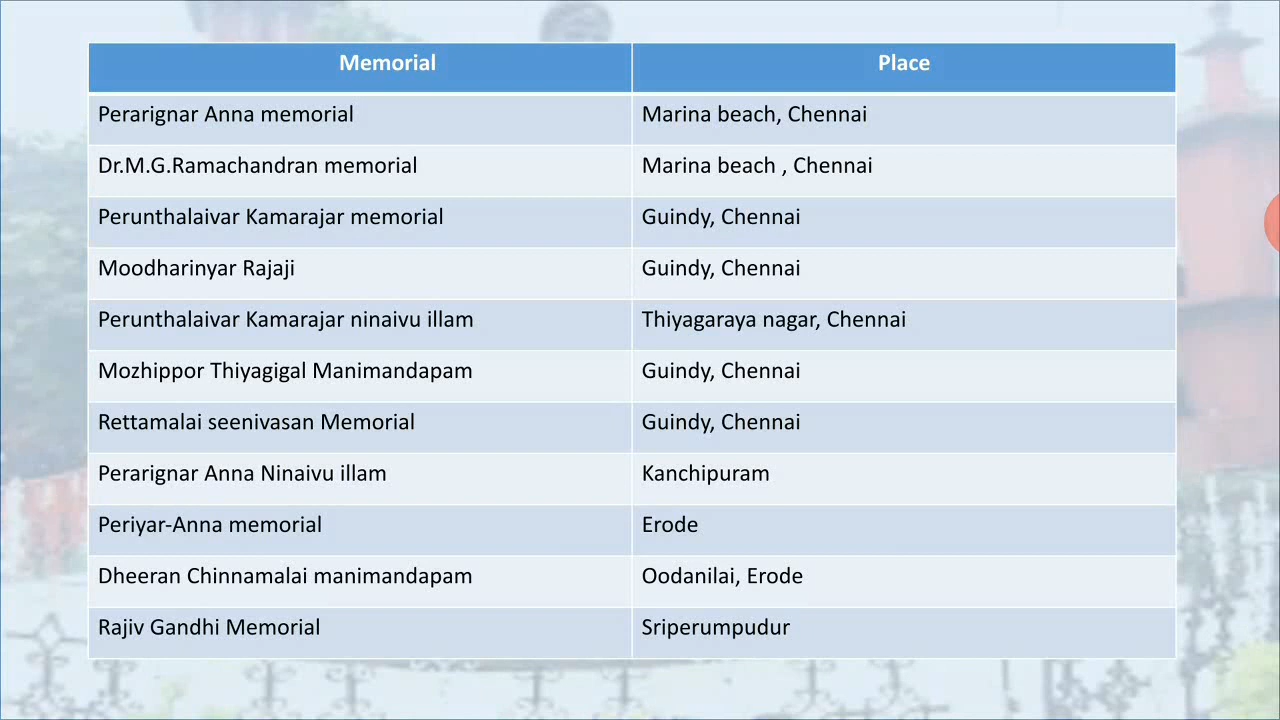 Memorial Place
Perarignar Anna memorial Marina beach, Chennai
Dr.M.G.Ramachandran memorial Marina beach , Chennai
Perunthalaivar Kamarajar memorial Guindy, Chennai
Moodharinyar Rajaji Guindy, Chennai
Perunthalaivar Kamarajar ninaivu illam Thiyagaraya nagar, Chennai
Mozhippor Thiyagigal Manimandapam Guindy, Chennai
Rettamalai seenivasan Memorial Guindy, Chennai
Perarignar Anna Ninaivu illam Kanchipuram
Periyar-Anna memorial Erode
Dheeran Chinnamalai manimandapam Oodanilai, Erode
Rajiv Gandhi Memorial Sriperumpudur